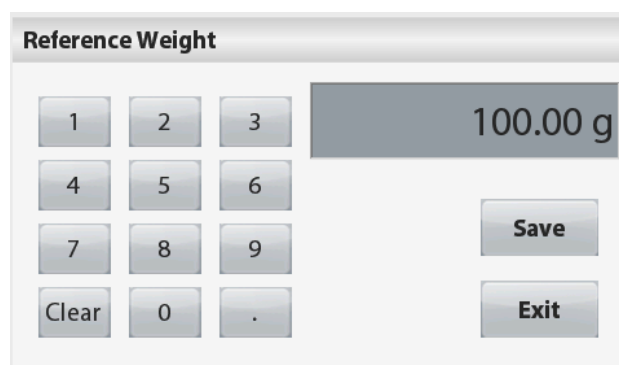 Reference Weight
1 2 3
100.00 g
4 5 6
Save
7 8 9
Clear 0 .
Exit